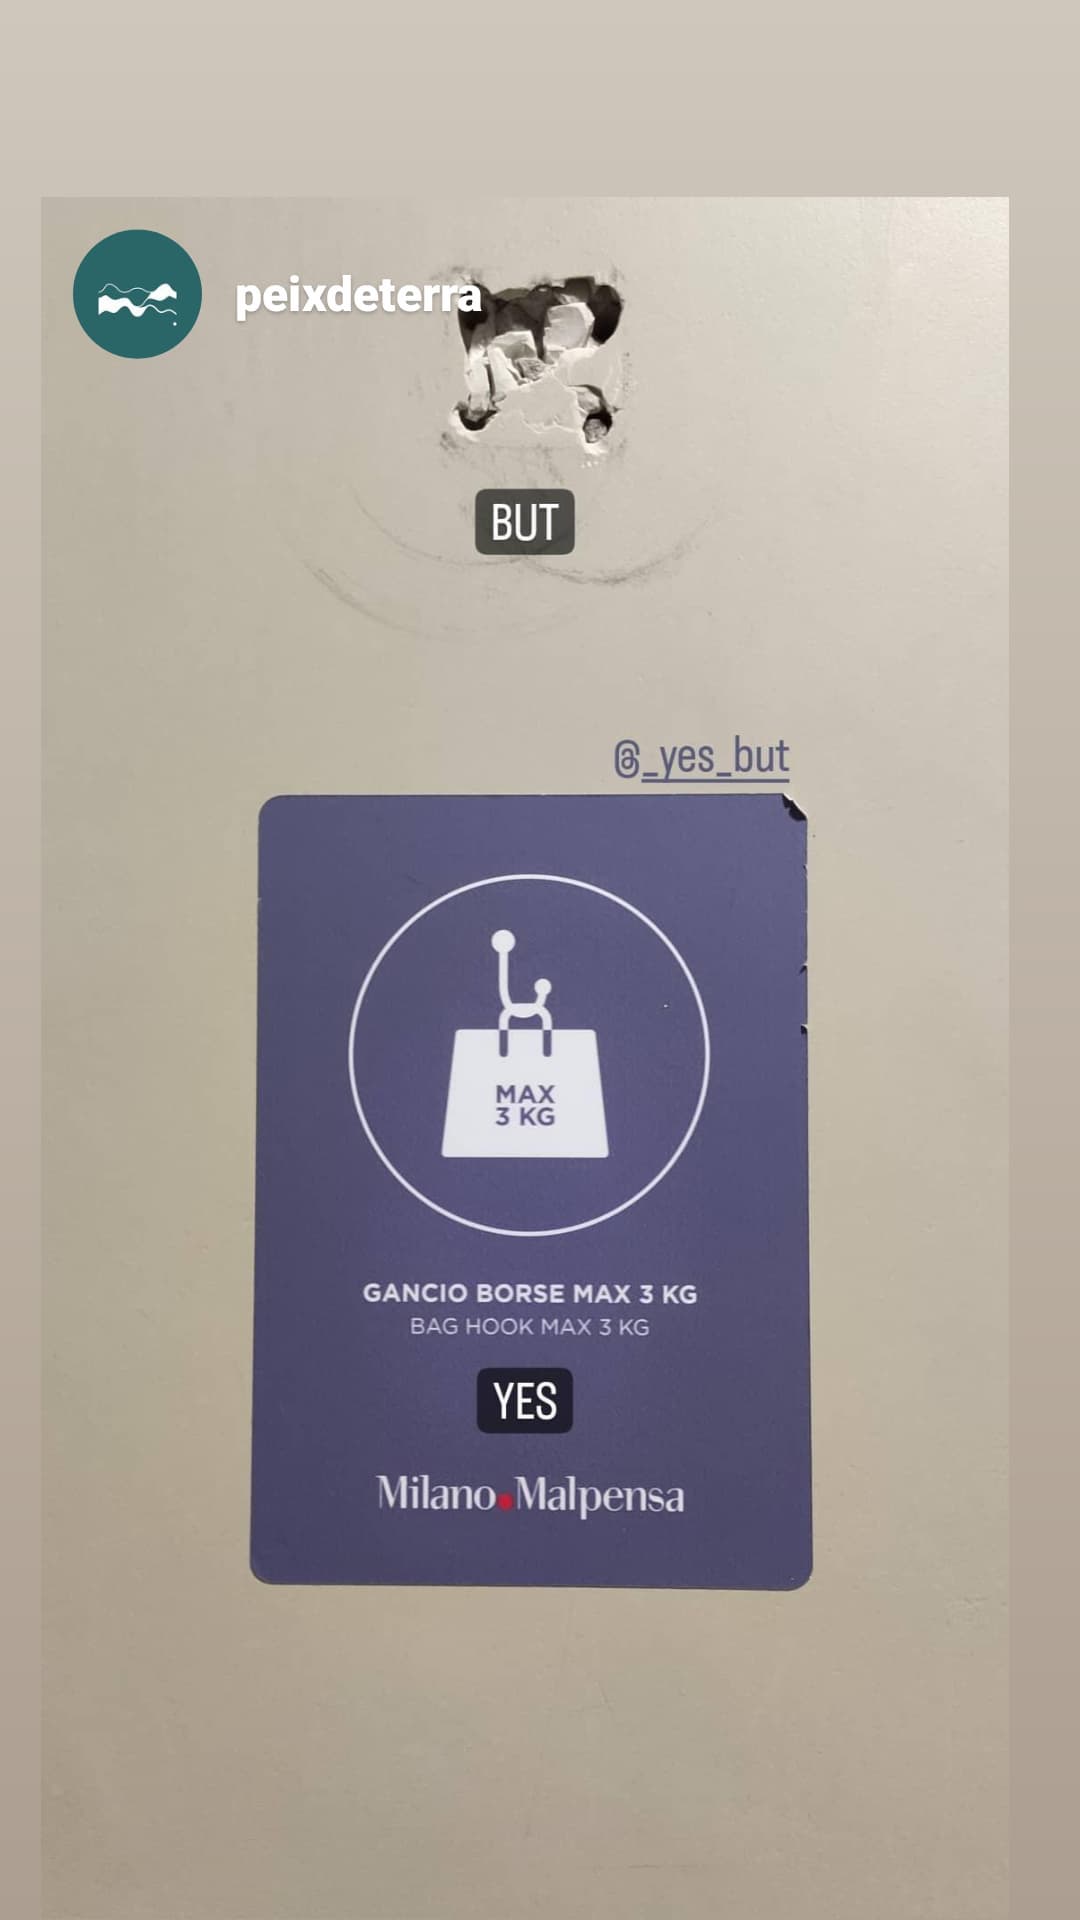 peixdeterra
BUT
@_yes_but
MAX
3 KG
GANCIO BORSE MAX 3 KG
BAG HOOK MAX 3 KG
YES
Milano Malpensa